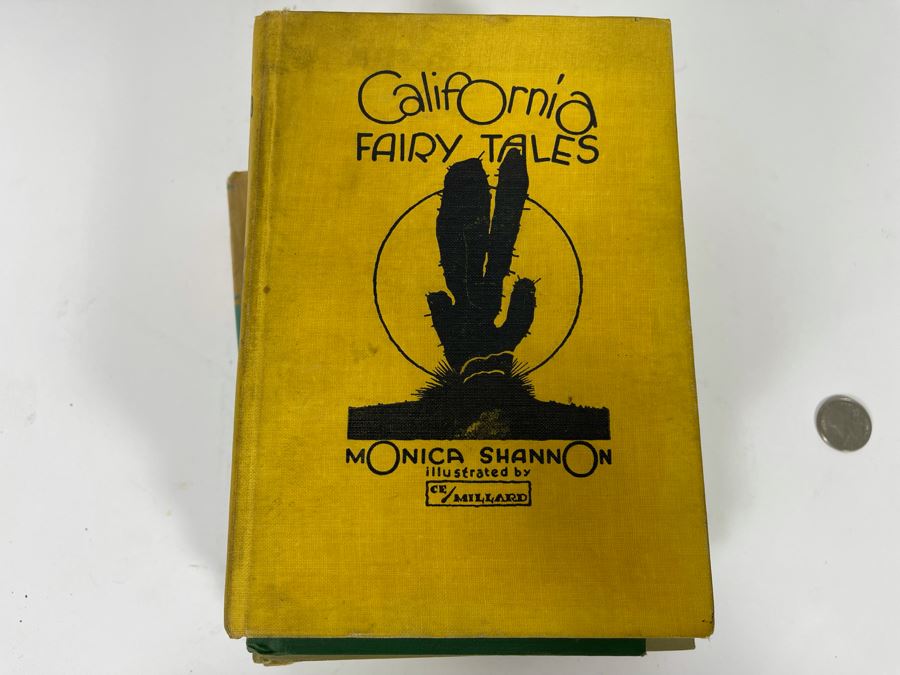 California
FAIRY TALES
MONICA SHANNON
illustrated by
CE/MILLARD